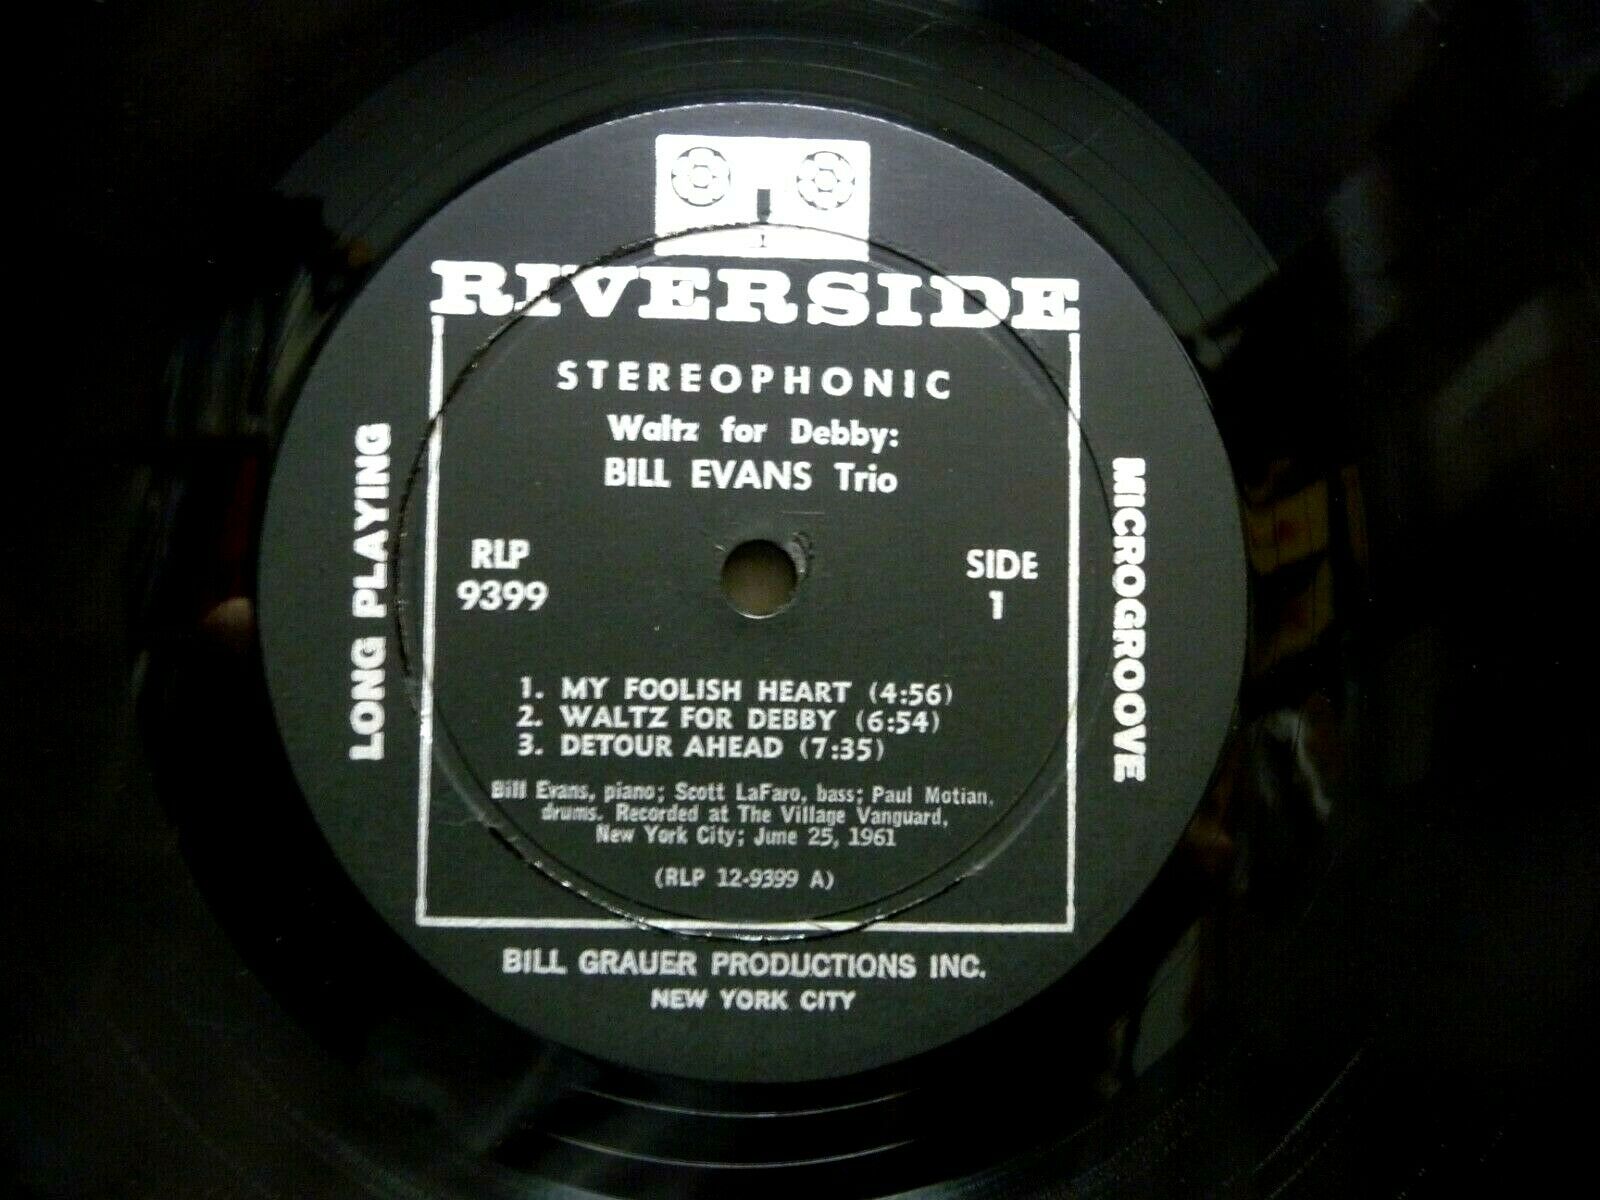 RIVERSIDE
STEREOPHONIC
Waltz for Debby:
BILL EVANS Trio
RLP
9399
SIDE
1
LONG PLAYING
MICROGROOVE
1. MY FOOLISH HEART (4:56)
2. WALTZ FOR DEBBY (6:54)
3. DETOUR AHEAD (7:35)
Bill Evans, piano; Scott LaFaro, bass; Paul Motian,
drums. Recorded at The Village Vanguard,
New York City; June 25, 1961
(RLP 12-9399 A)
BILL GRAUER PRODUCTIONS INC.
NEW YORK CITY